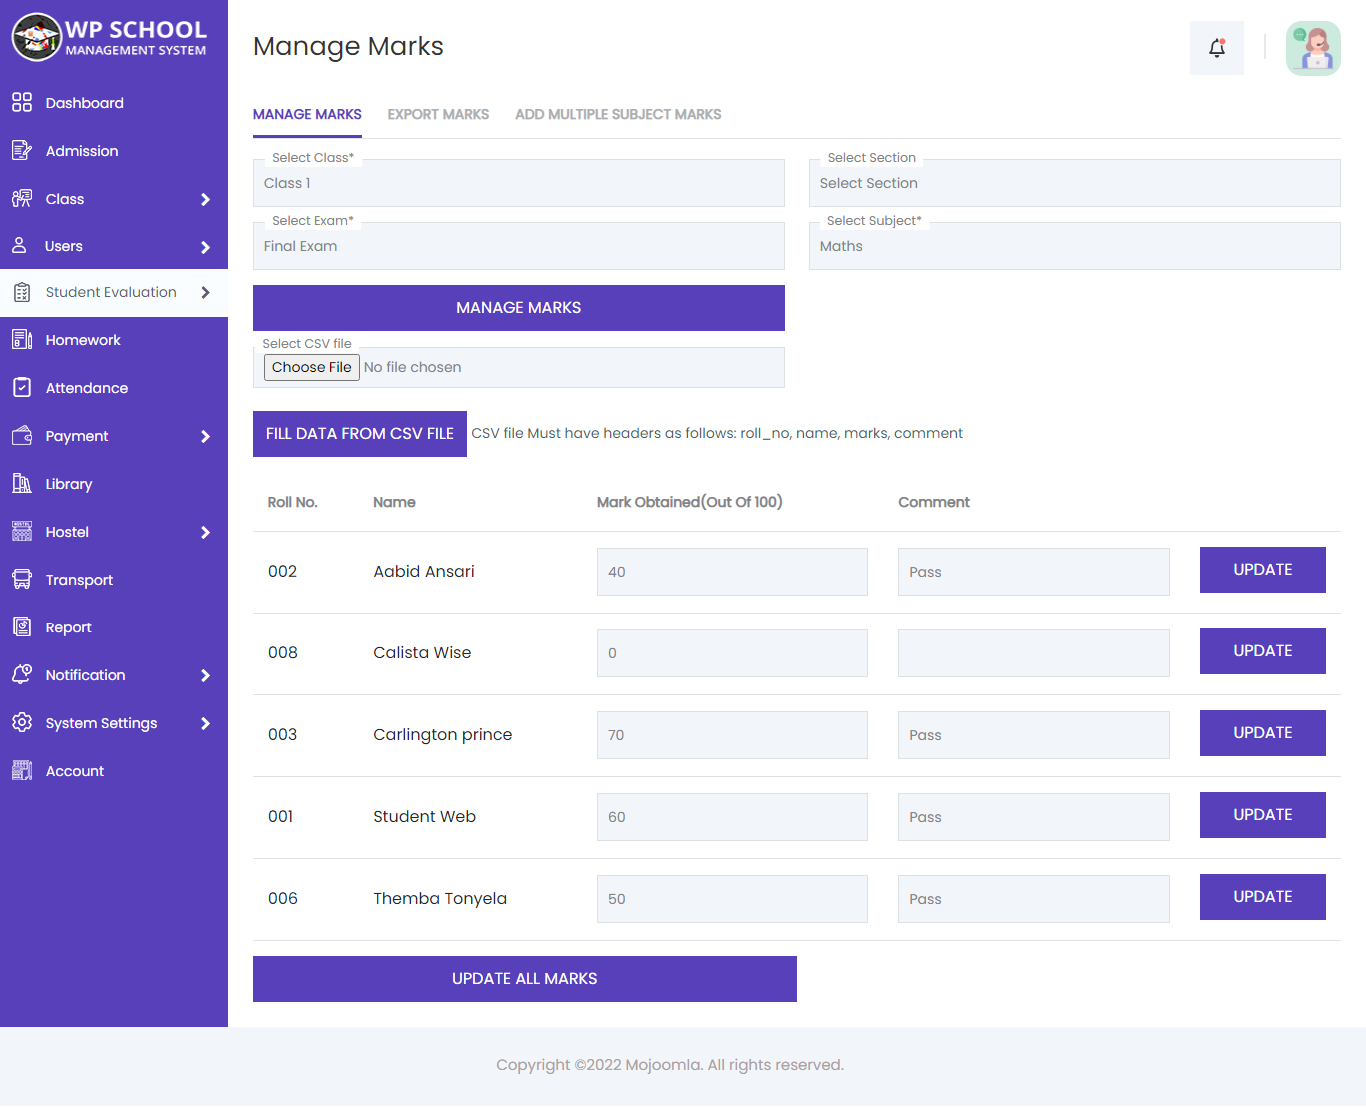 WP SCHOOL
MANAGEMENT SYSTEM
Dashboard
Admission
Class
Users
Student Evaluation
Homework
Attendance
Payment
Library
Hostel
Transport
Report
Notification
System Settings
Account
Manage Marks
MANAGE MARKS EXPORT MARKS ADD MULTIPLE SUBJECT MARKS
Select Class* Select Section
Class 1 Select Section
Select Exam* Select Subject*
Final Exam Maths
MANAGE MARKS
Select CSV file
Choose File No file chosen
FILL DATA FROM CSV FILE CSV file Must have headers as follows: roll_no, name, marks, comment
Roll No. Name Mark Obtained(Out Of 100) Comment
002 Aabid Ansari 40 Pass UPDATE
008 Calista Wise 0 UPDATE
003 Carlington prince 70 Pass UPDATE
001 Student Web 60 Pass UPDATE
006 Themba Tonyela 50 Pass UPDATE
UPDATE ALL MARKS
Copyright ©2022 Mojoomla. All rights reserved.